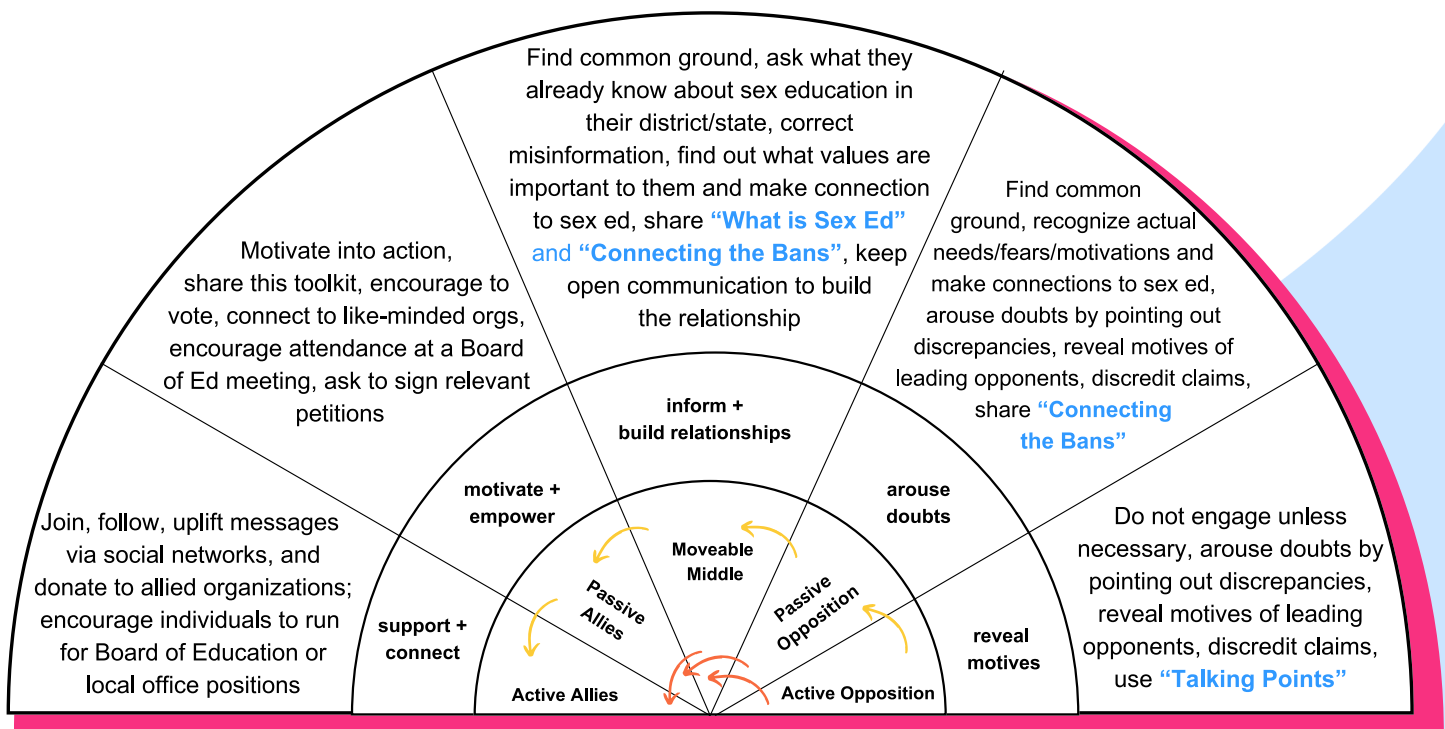 Join, follow, uplift messages
via social networks, and
donate to allied organizations;
encourage individuals to run
for Board of Education or
local office positions
Motivate into action,
share this toolkit, encourage to
vote, connect to like-minded orgs,
encourage attendance at a Board
of Ed meeting, ask to sign relevant
petitions
Find common ground, ask what they
already know about sex education in
their district/state, correct
misinformation, find out what values are
important to them and make connection
to sex ed, share “What is Sex Ed”
and “Connecting the Bans”, keep
open communication to build
the relationship
Find common
ground, recognize actual
needs/fears/motivations and
make connections to sex ed,
arouse doubts by pointing out
discrepancies, reveal motives of
leading opponents, discredit claims,
share “Connecting
the Bans”
Do not engage unless
necessary, arouse doubts by
pointing out discrepancies,
reveal motives of leading
opponents, discredit claims,
use “Talking Points”
support +
connect
motivate +
empower
inform +
build relationships
arouse
doubts
reveal
motives
Active Allies
Passive
Allies
Moveable
Middle
Passive
Opposition
Active Opposition